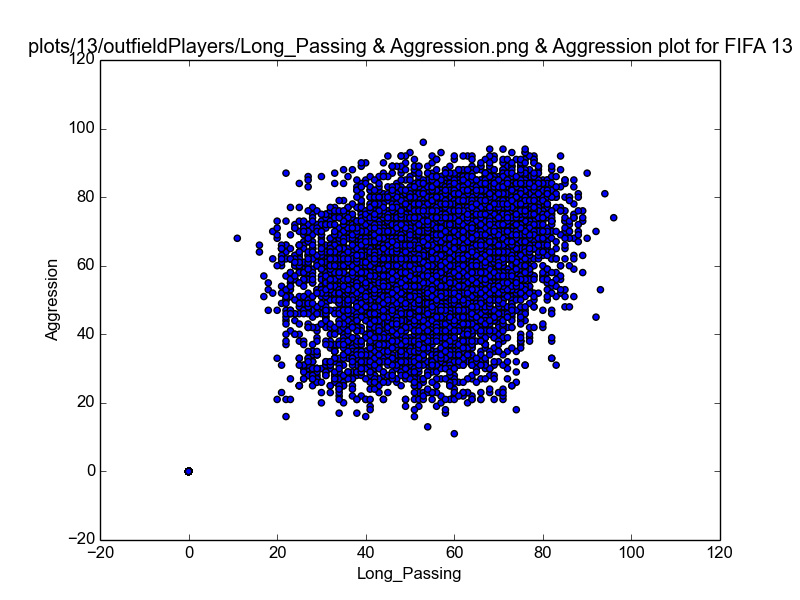 plots/13/outfieldPlayers/Long_Passing & Aggression.png & Aggression plot for FIFA 13
120
100
80
60
40
20
0
−20
Aggression
−20 0 20 40 60 80 100 120
Long_Passing